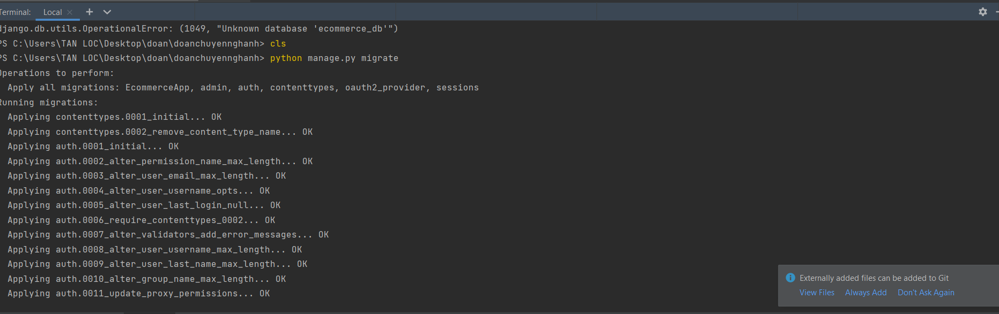 Terminal: Local × + 
django.db.utils.OperationalError: (1049, "Unknown database 'ecommerce_db'")
PS C:\Users\TAN LOC\Desktop\doan\doanchuyennghanh> cls
PS C:\Users\TAN LOC\Desktop\doan\doanchuyennghanh> python manage.py migrate
Operations to perform:
Apply all migrations: EcommerceApp, admin, auth, contenttypes, oauth2_provider, sessions
Running migrations:
Applying contenttypes.0001_initial... OK
Applying contenttypes.0002_remove_content_type_name... OK
Applying auth.0001_initial... OK
Applying auth.0002_alter_permission_name_max_length... OK
Applying auth.0003_alter_user_email_max_length... OK
Applying auth.0004_alter_user_username_opts... OK
Applying auth.0005_alter_user_last_login_null... OK
Applying auth.0006_require_contenttypes_0002... OK
Applying auth.0007_alter_validators_add_error_messages... OK
Applying auth.0008_alter_user_username_max_length... OK
Applying auth.0009_alter_user_last_name_max_length... OK
Applying auth.0010_alter_group_name_max_length... OK
Applying auth.0011_update_proxy_permissions... OK
Externally added files can be added to Git
View Files Always Add Don't Ask Again